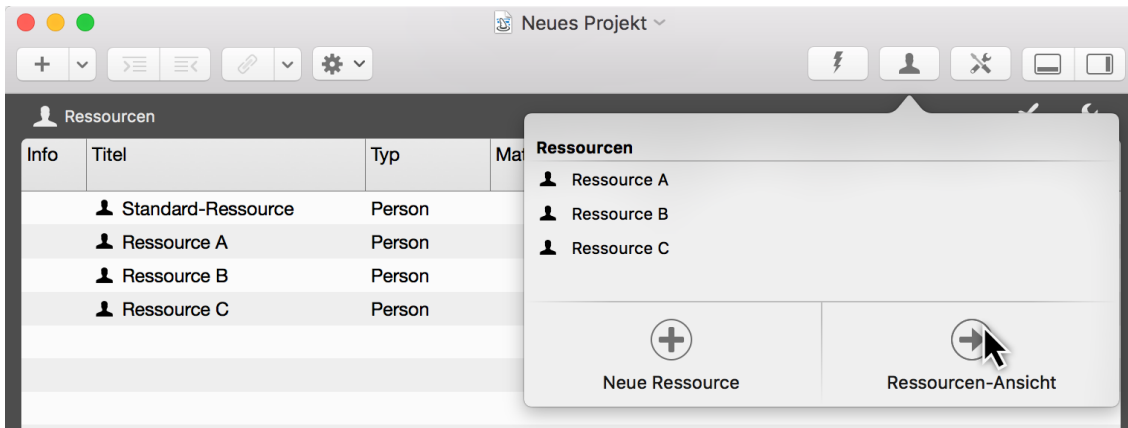 Neues Projekt
Ressourcen
Info Titel Typ Mat
Standard-Ressource Person
Ressource A Person
Ressource B Person
Ressource C Person
Ressourcen
Ressource A
Ressource B
Ressource C
Neue Ressource Ressourcen-Ansicht